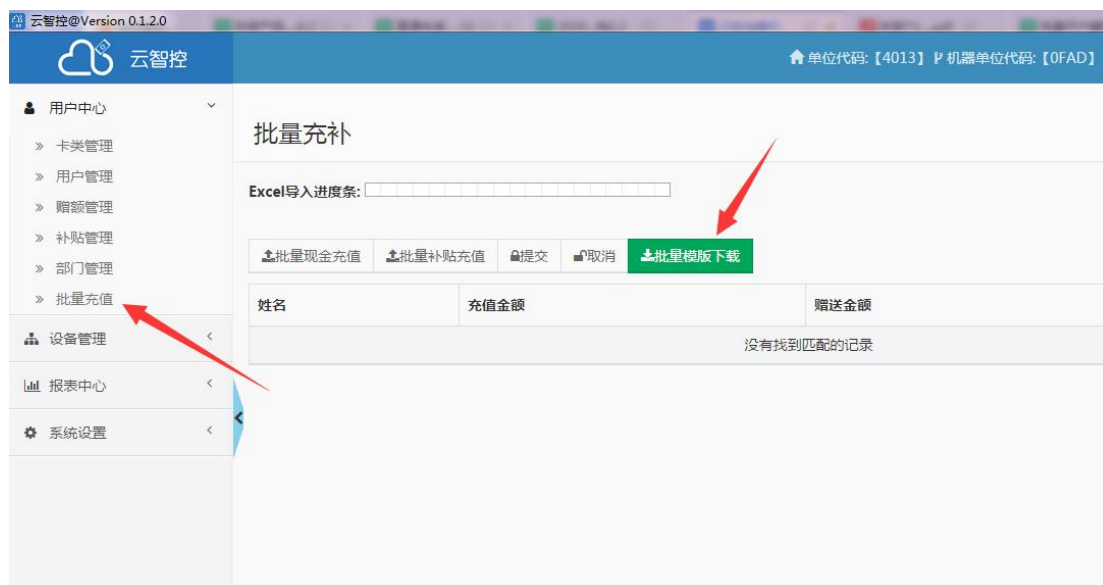 云智控@Version 0.1.2.0
云智控
单位代码:【4013】 机器单位代码:【0FAD】
用户中心
卡类管理
用户管理
赠额管理
补贴管理
部门管理
批量充值
设备管理
报表中心
系统设置
批量充补
Excel导入进度条:
批量现金充值 批量补贴充值 提交 取消 批量模版下载
姓名 充值金额 赠送金额
没有找到匹配的记录